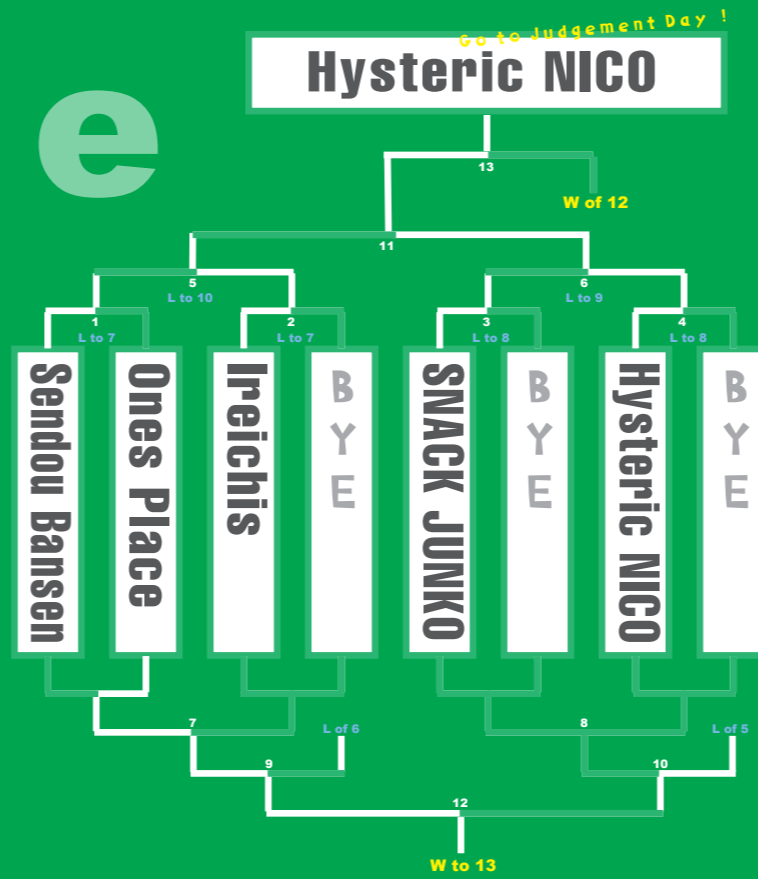 Go to Judgement Day !
Hysteric NICO
e
13
W of 12
11
5
6
L to 10
L to 9
1
2
3
4
L to 7
L to 7
L to 8
L to 8
Sendou Bansen
Ones Place
Ireichis
BYE
SNACK JUNKO
BYE
Hysteric NICO
BYE
7
L of 6
8
L of 5
9
10
12
W to 13